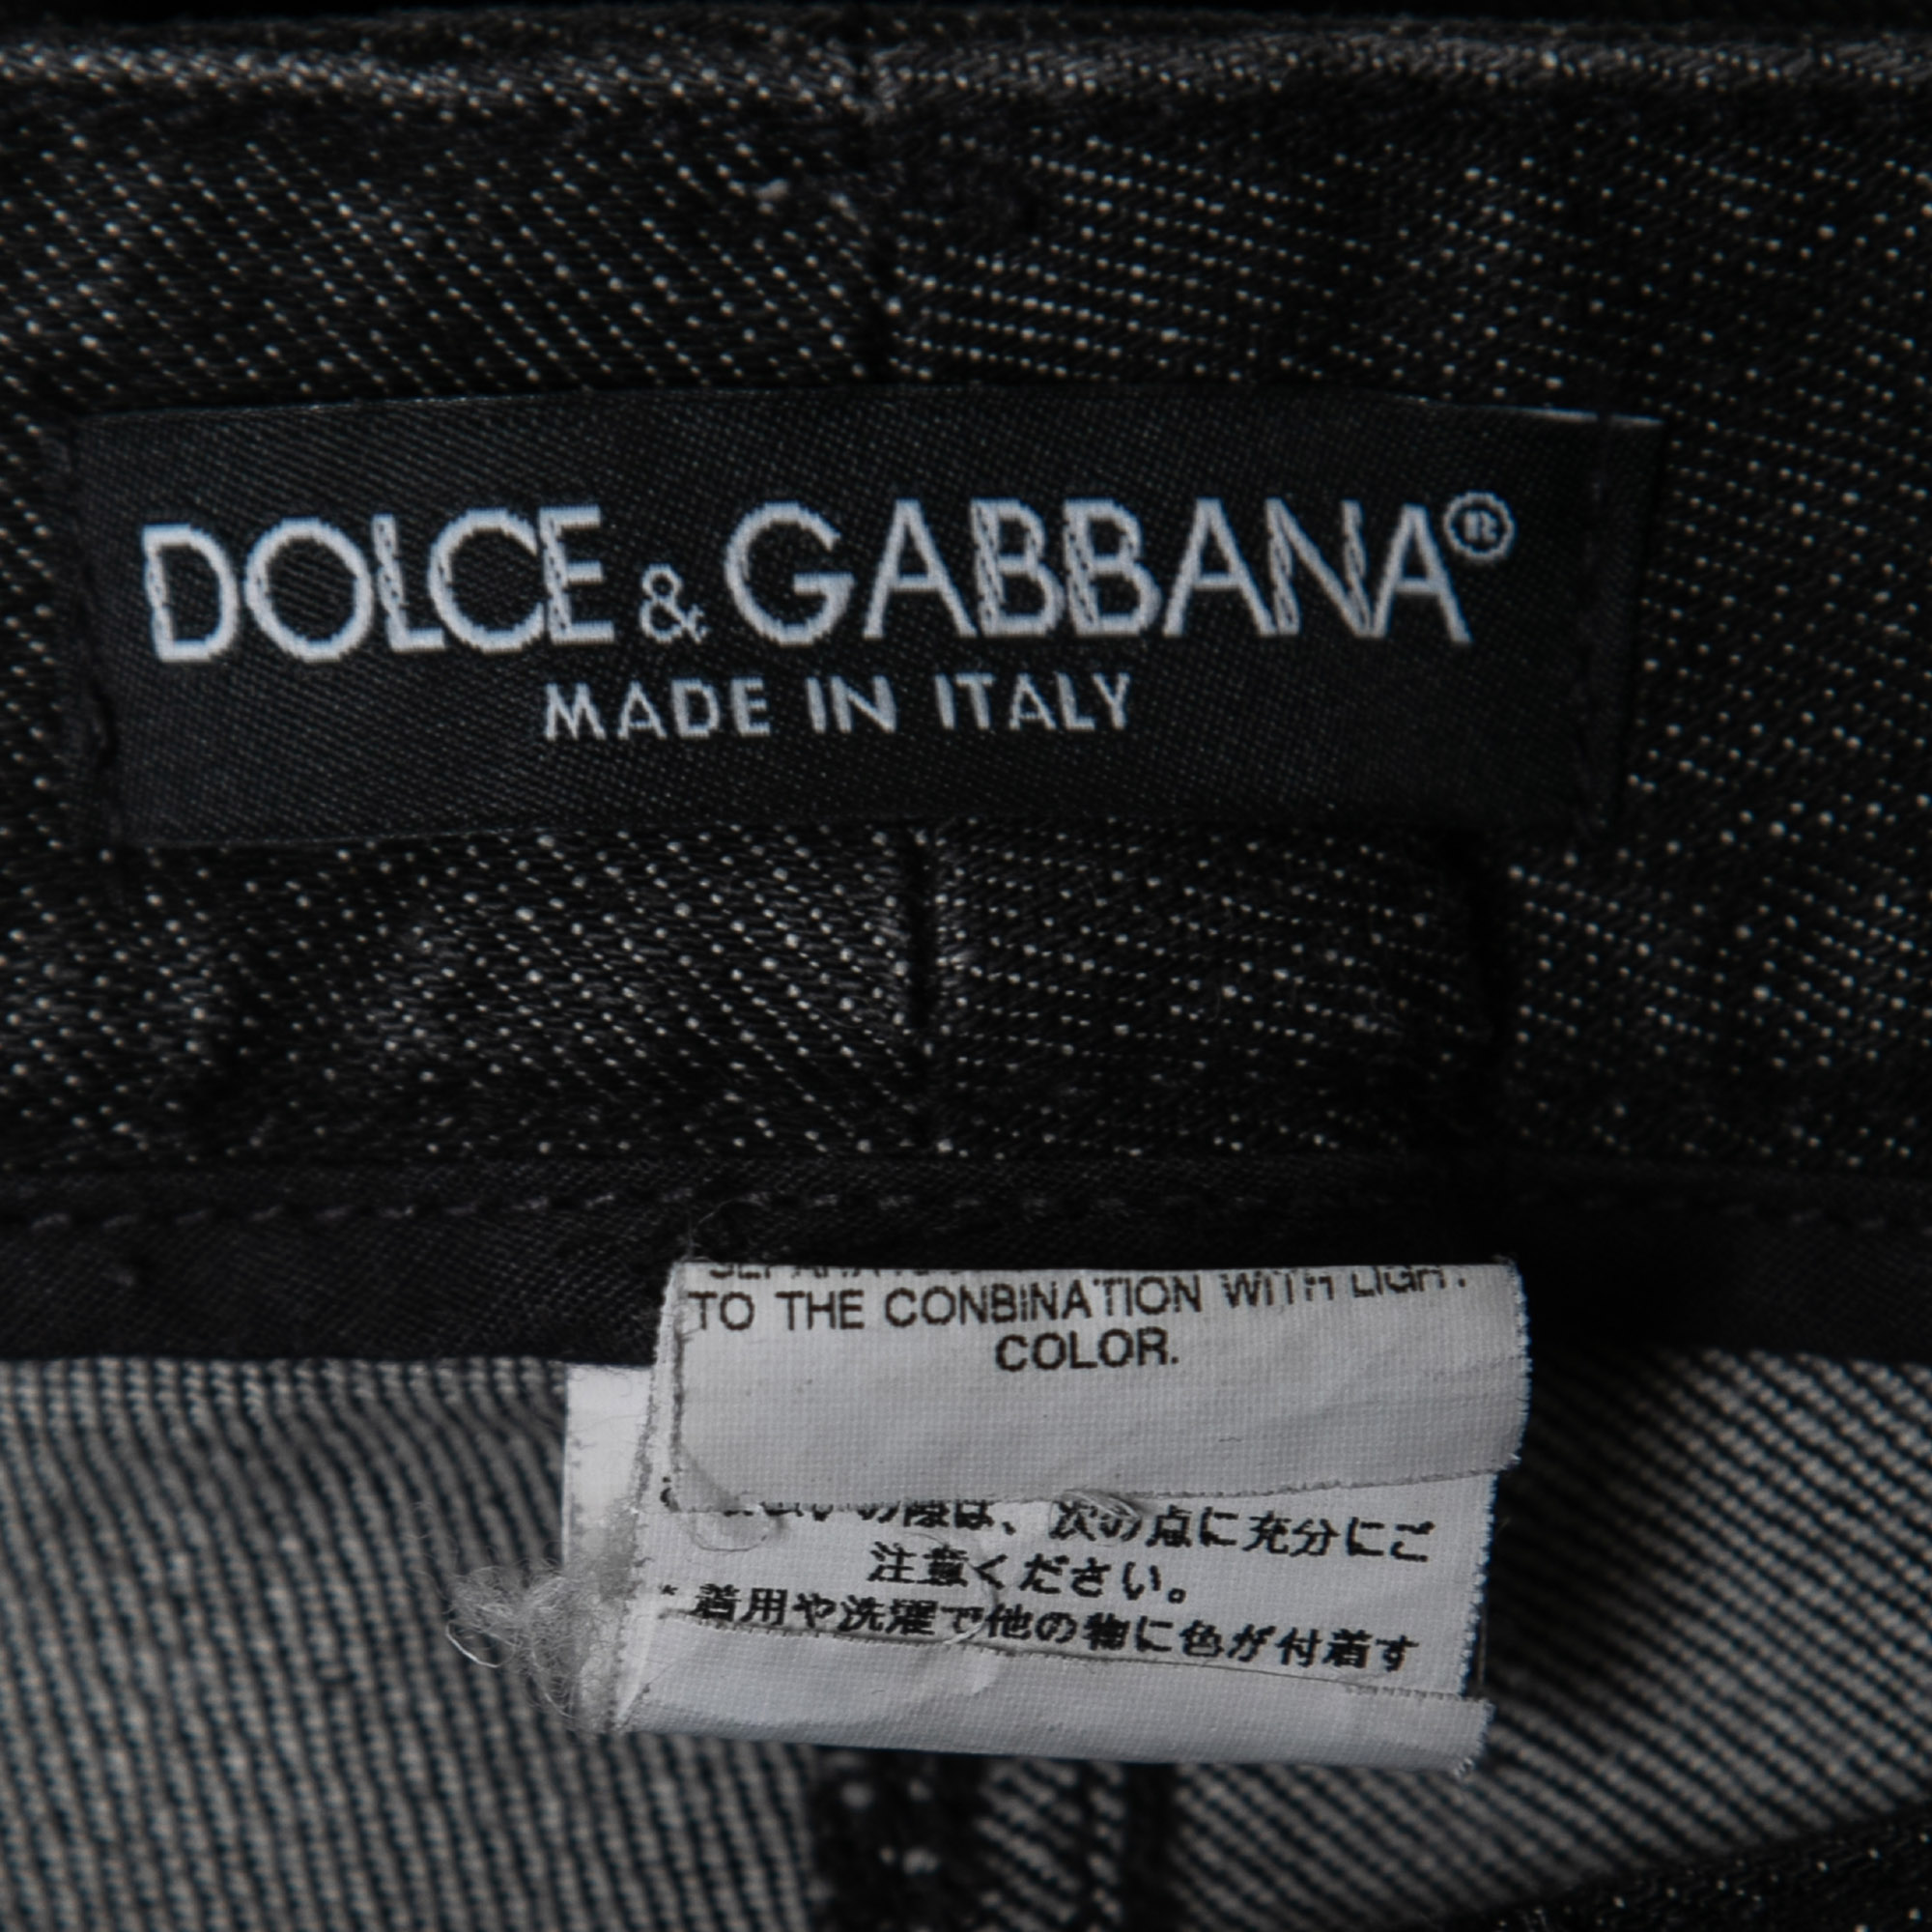 DOLCE & GABBANA®
MADE IN ITALY
TO THE CONBINATION WITH LIGHT
COLOR.
の際は、次の点に充分にご
注意ください。
* 着用や洗濯で他の物に色が付着す